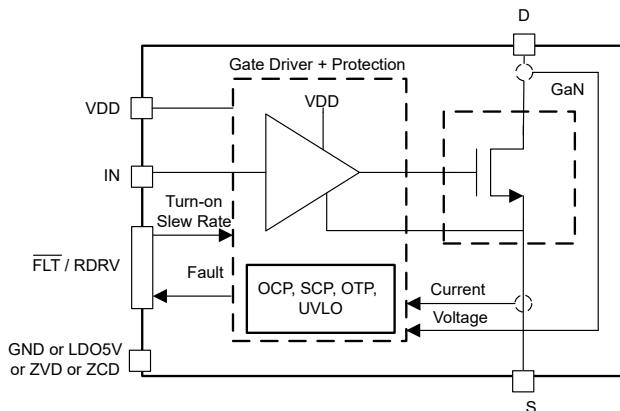 D
Gate Driver + Protection
GaN
VDD
VDD
IN
Turn-on
Slew Rate
FLT / RDRV
Fault
OCP, SCP, OTP,
UVLO
Current
Voltage
GND or LDO5V
or ZVD or ZCD
S